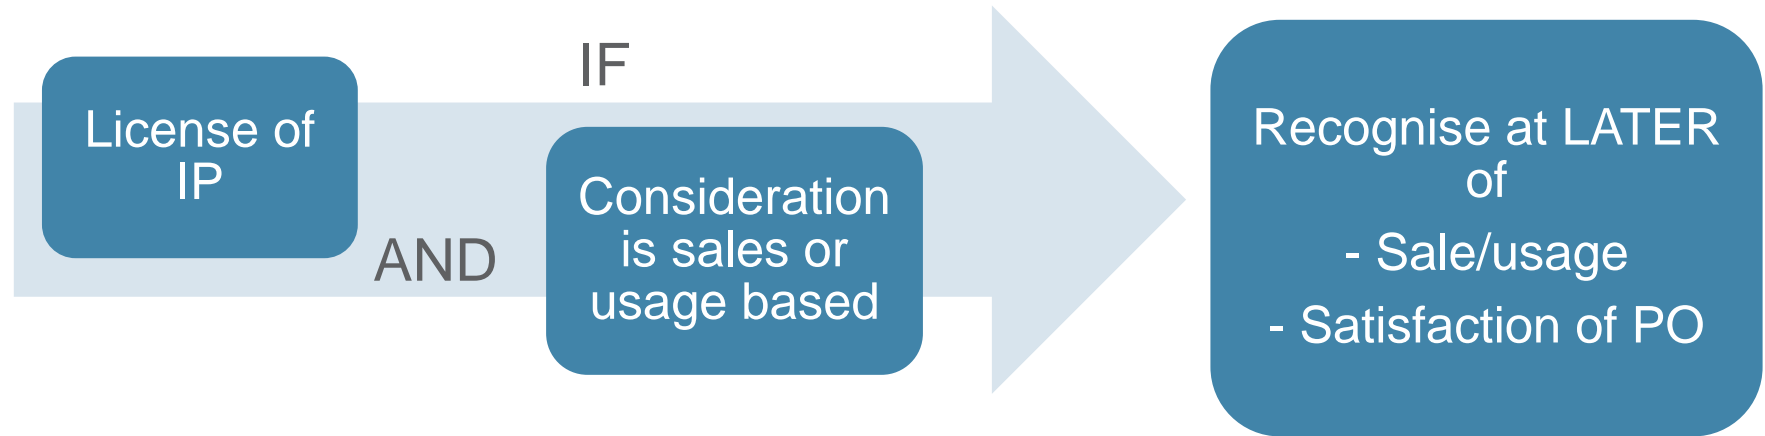 IF
License of
IP
AND
Consideration
is sales or
usage based
Recognise at LATER
of
- Sale/usage
- Satisfaction of PO